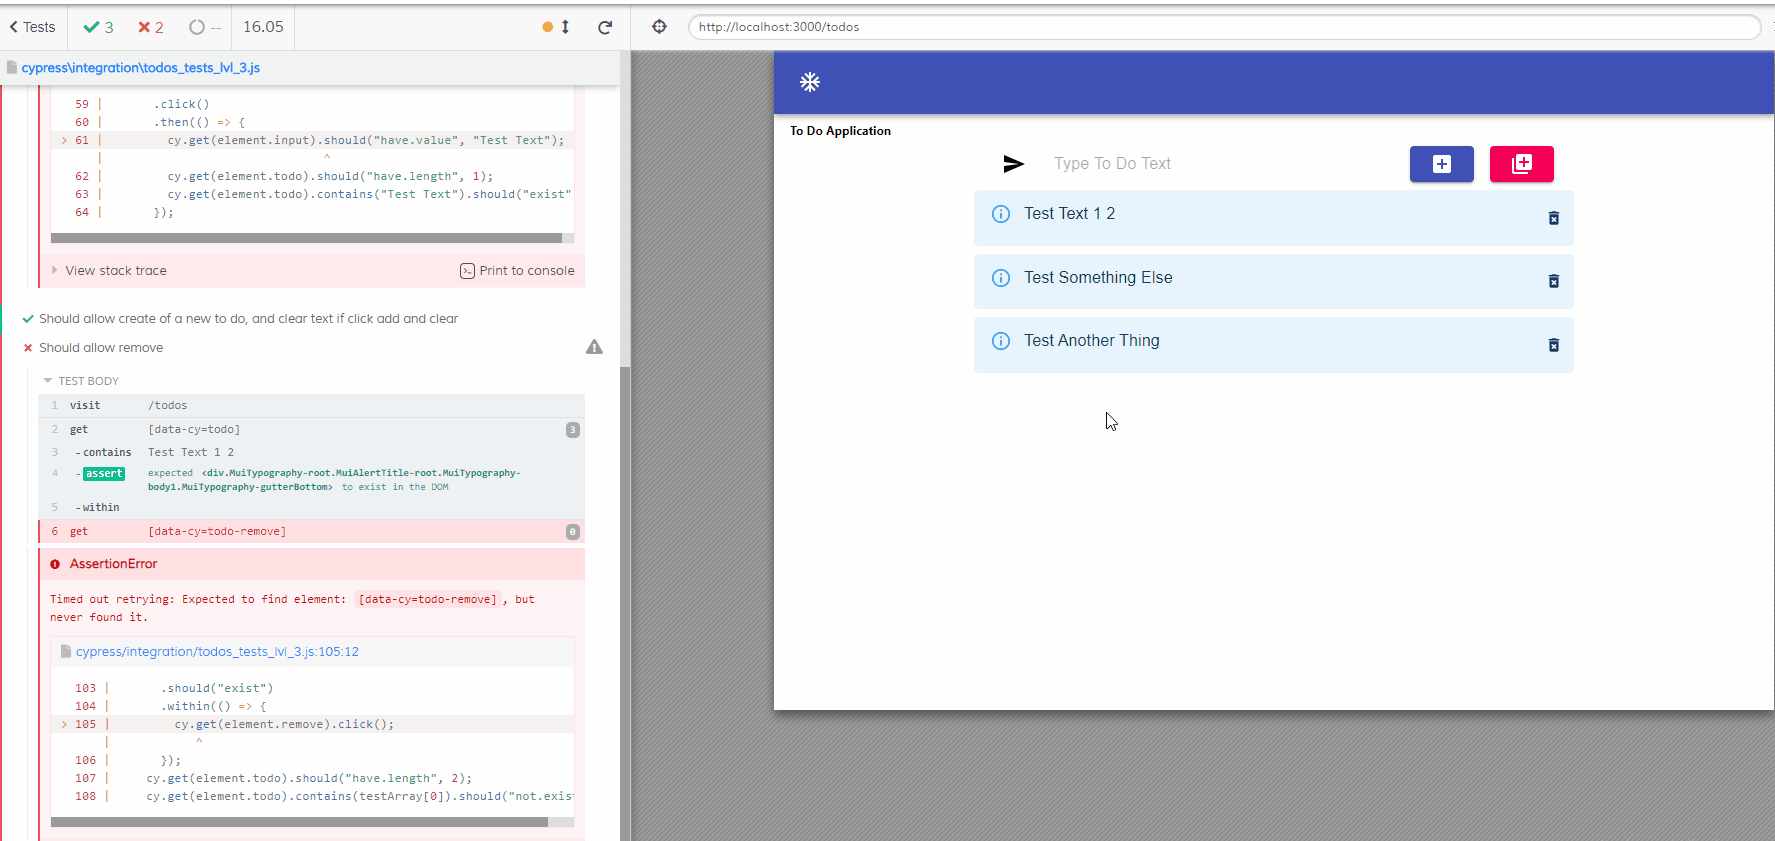 Tests
3
2
--
16.05
http://localhost:3000/todos
cypress\integration\todos_tests_lvl_3.js
59 | .click()
60 | .then(() => {
> 61 | cy.get(element.input).should("have.value", "Test Text");
| ^
62 | cy.get(element.todo).should("have.length", 1);
63 | cy.get(element.todo).contains("Test Text").should("exist"
64 | });
View stack trace
Print to console
Should allow create of a new to do, and clear text if click add and clear
Should allow remove
TEST BODY
1 visit /todos
2 get [data-cy=todo] 3
3 -contains Test Text 1 2
4 -assert expected <div.MuiTypography-root.MuiAlertTitle-root.MuiTypography-
body1.MuiTypography-gutterBottom> to exist in the DOM
5 -within
6 get [data-cy=todo-remove] 0
AssertionError
Timed out retrying: Expected to find element: [data-cy=todo-remove], but
never found it.
cypress/integration/todos_tests_lvl_3.js:105:12
103 | .should("exist")
104 | .within(() => {
> 105 | cy.get(element.remove).click();
| ^
106 | });
107 | cy.get(element.todo).should("have.length", 2);
108 | cy.get(element.todo).contains(testArray[0]).should("not.exis
To Do Application
Type To Do Text
Test Text 1 2
Test Something Else
Test Another Thing